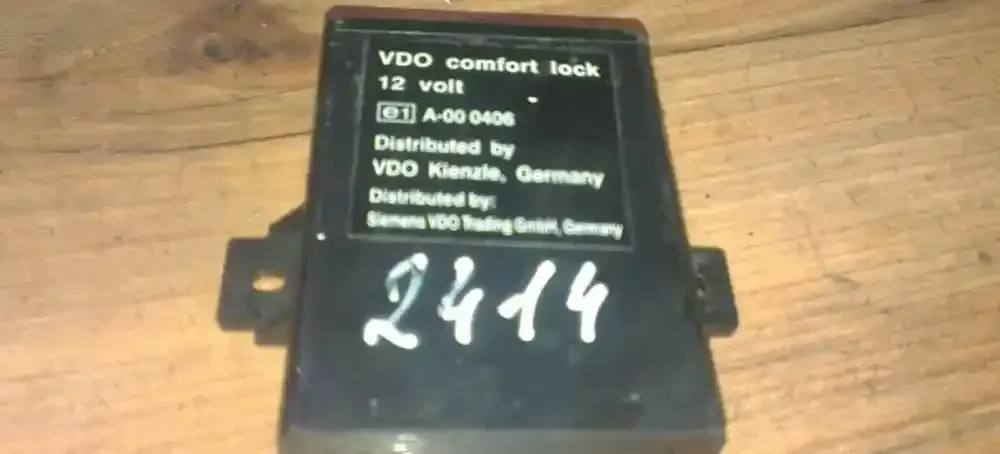 VDO comfort lock
12 volt
e1 A-00 0406
Distributed by
VDO Kienzle, Germany
Distributed by:
Siemens VDO Trading GmbH, Germany
2414